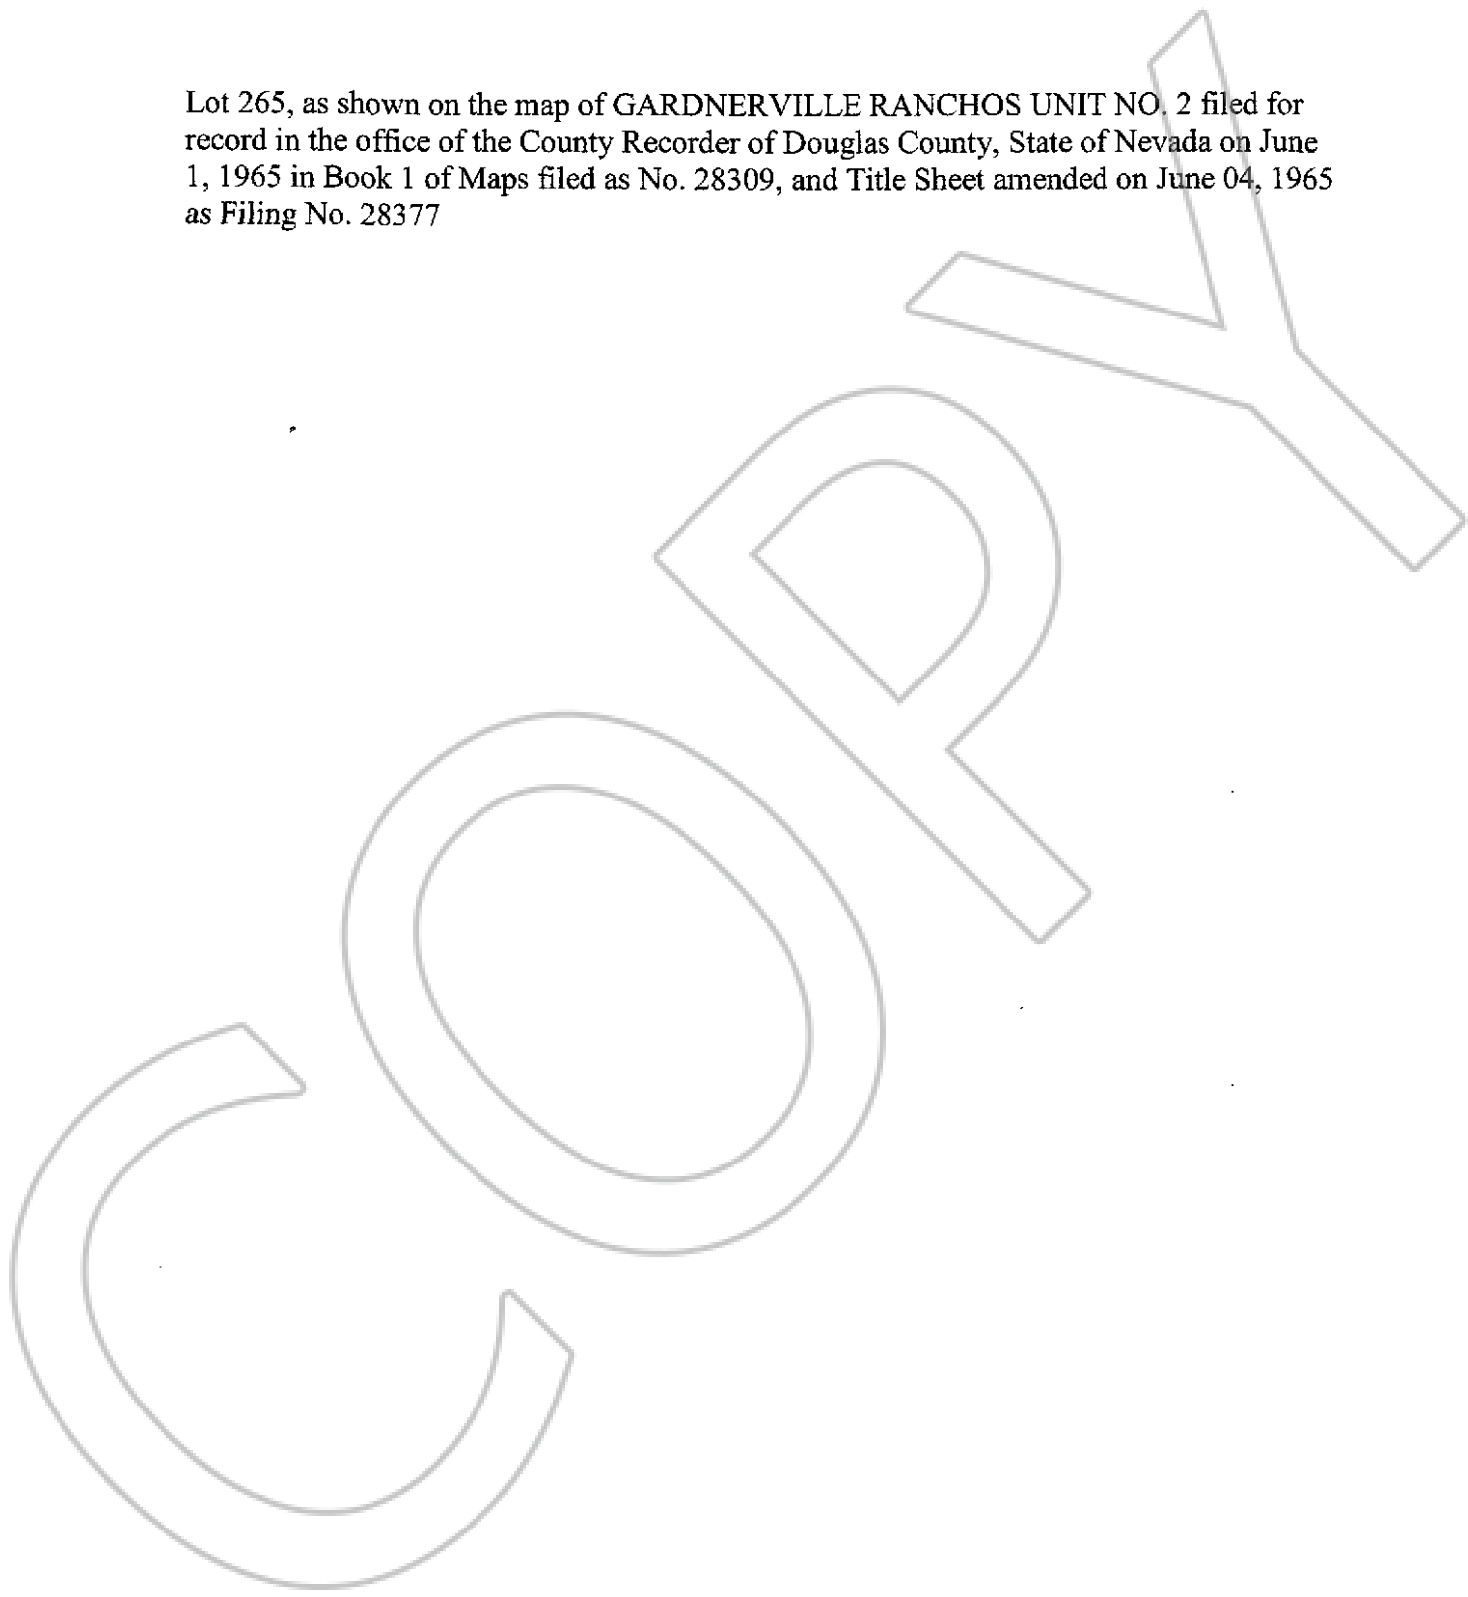 Lot 265, as shown on the map of GARDNERVILLE RANCHOS UNIT NO. 2 filed for
record in the office of the County Recorder of Douglas County, State of Nevada on June
1, 1965 in Book 1 of Maps filed as No. 28309, and Title Sheet amended on June 04, 1965
as Filing No. 28377
COPY